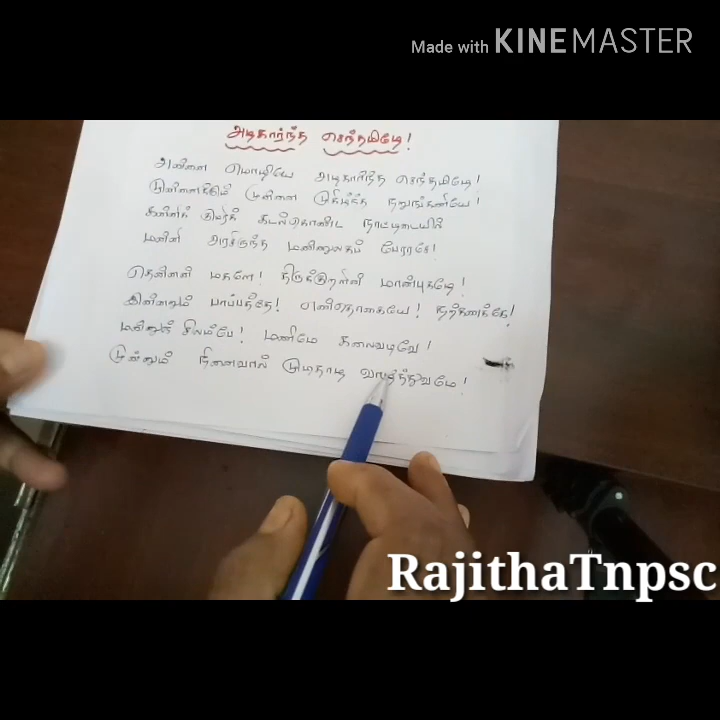 Made with KINEMASTER
அழகார்ந்த செந்தமிழே!
அன்னை மொழியே அழகார்ந்த செந்தமிழே!
முன்னைக்கும் முன்னை முகிழ்த்த நறுங்கனியே!
கன்னிக் குமரிக் கடல்கொண்ட நாட்டிடையில்
மன்னி அரசிருந்த மண்ணுலகப் பேரரசே!
தென்னன் மகளே! திருக்குறளின் மாண்புகழே!
இன்னறும் பாப்பத்தே! எண்தொகையே! நற்கணக்கே!
மன்னுஞ் சிலம்பே! மணிமே கலைவடிவே!
முன்னும் நினைவால் முடிதாழ வாழ்த்துவமே!
RajithaTnpsc